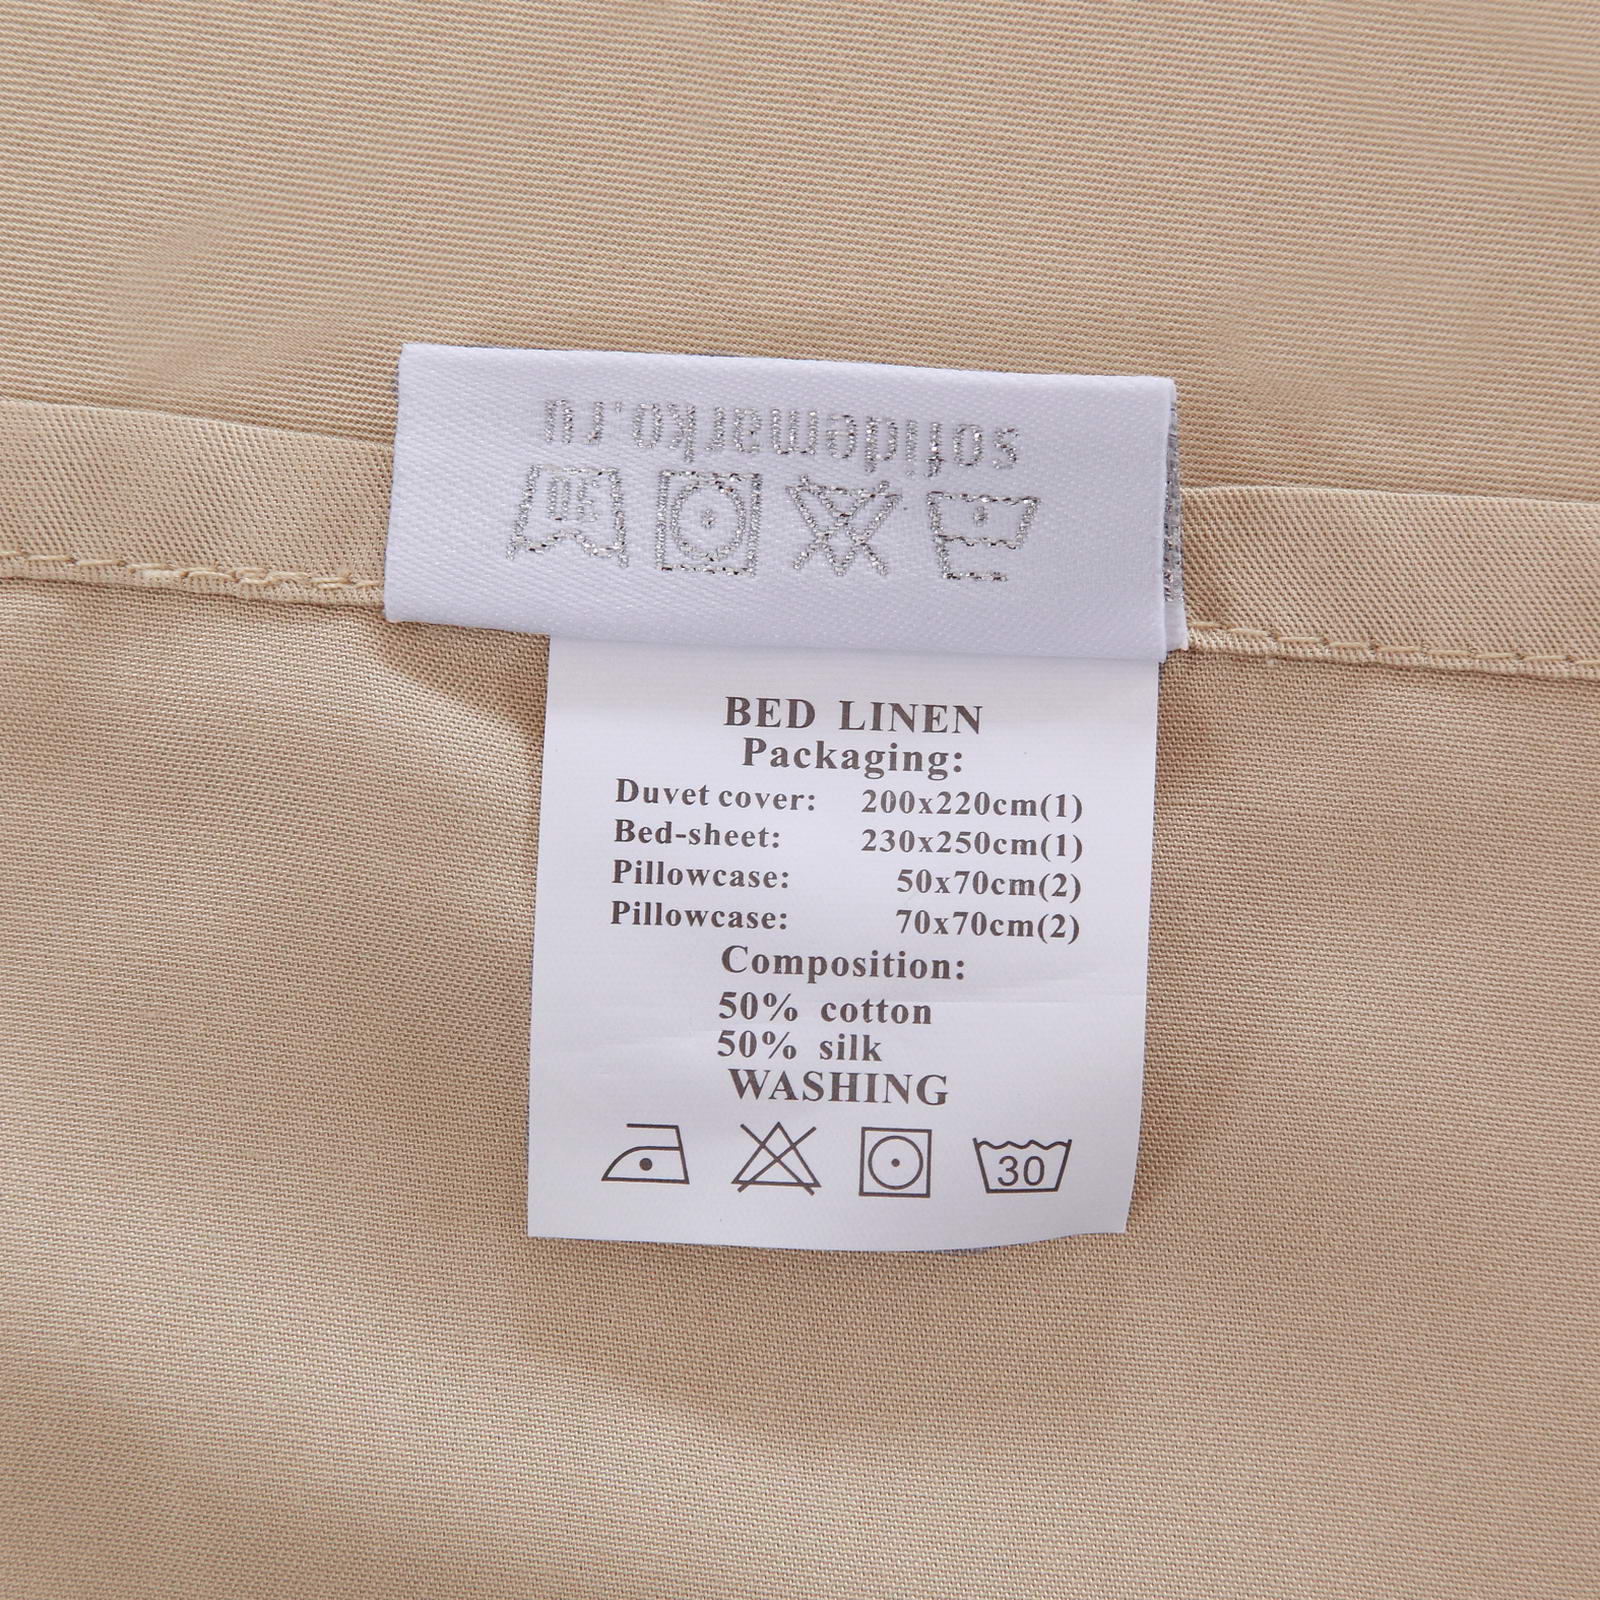 sofidemarko.ru
BED LINEN
Packaging:
Duvet cover: 200x220cm(1)
Bed-sheet: 230x250cm(1)
Pillowcase: 50x70cm(2)
Pillowcase: 70x70cm(2)
Composition:
50% cotton
50% silk
WASHING
30